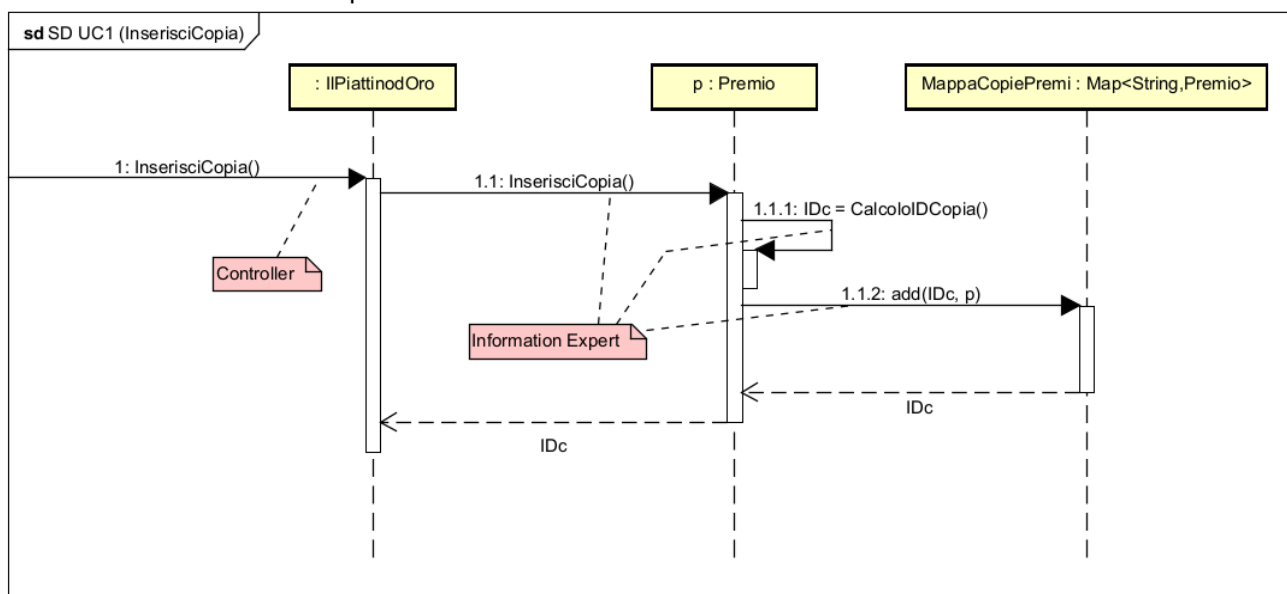 sd SD UC1 (InserisciCopia)
: IlPiattinodOro
p : Premio
MappaCopiePremi : Map<String,Premio>
1: InserisciCopia()
1.1: InserisciCopia()
1.1.1: IDc = CalcoloIDCopia()
Controller
1.1.2: add(IDc, p)
Information Expert
IDc
IDc